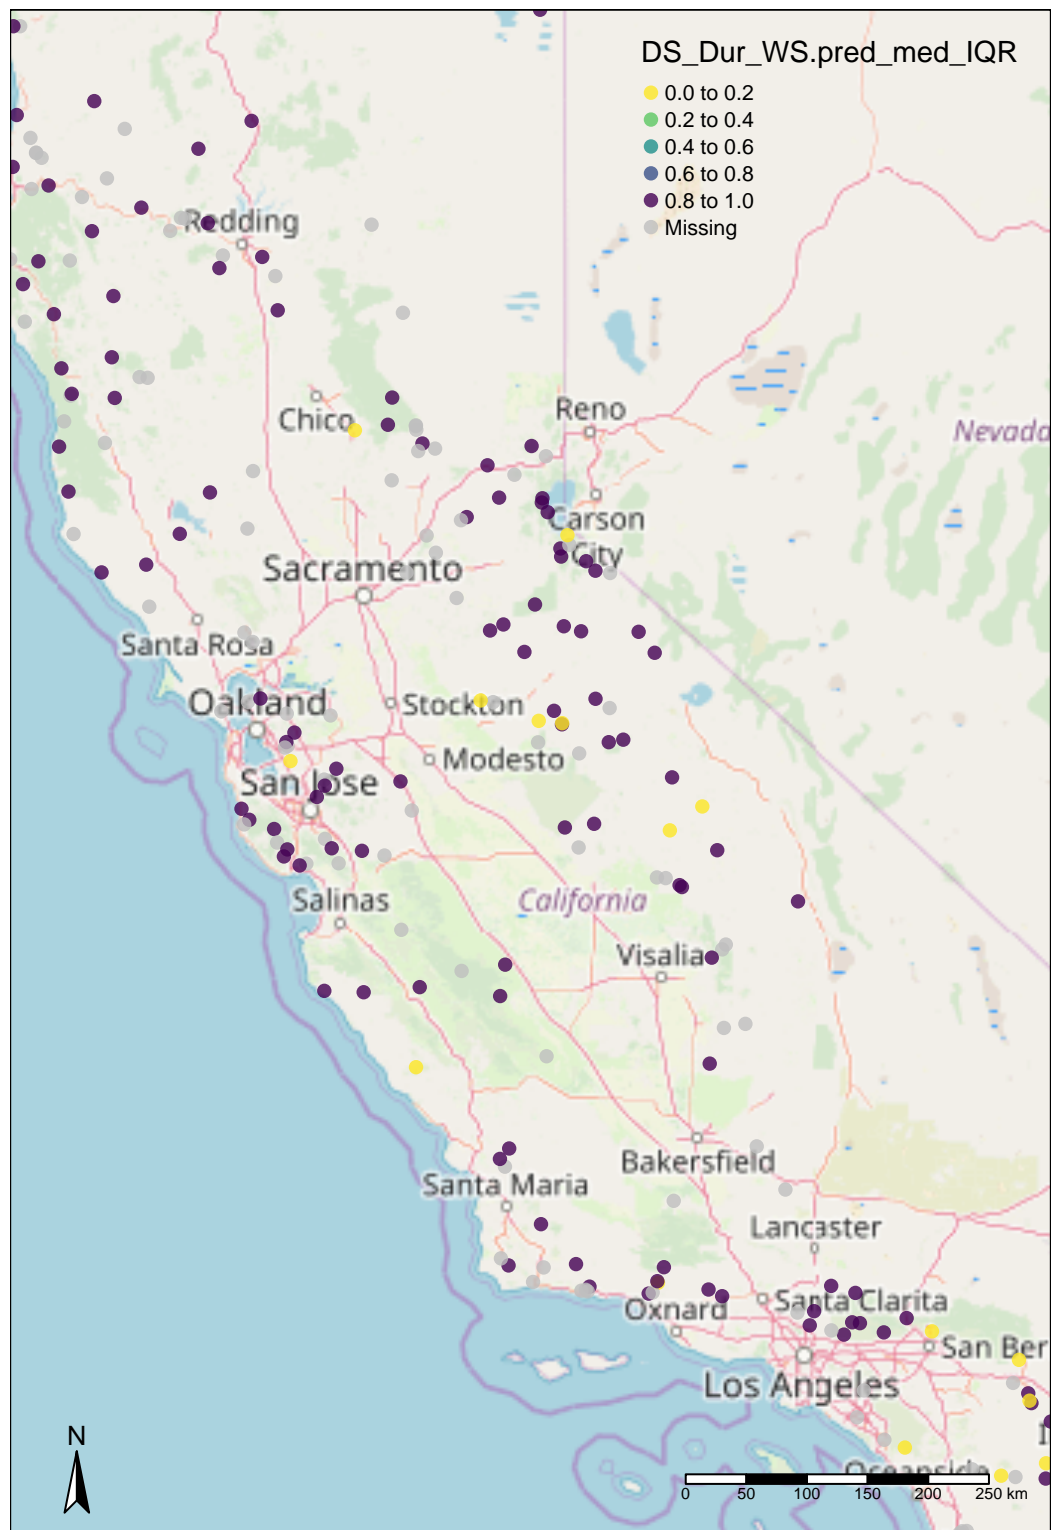 DS_Dur_WS.pred_med_IQR
0.0 to 0.2
0.2 to 0.4
0.4 to 0.6
0.6 to 0.8
0.8 to 1.0
Missing
Redding
Chico
Reno
Nevada
Carson
City
Sacramento
Santa Rosa
Oakland
Stockton
Modesto
San Jose
Salinas
California
Visalia
Bakersfield
Santa Maria
Lancaster
Santa Clarita
Oxnard
San Ber
Los Angeles
N
Oceanside
0 50 100 150 200 250 km